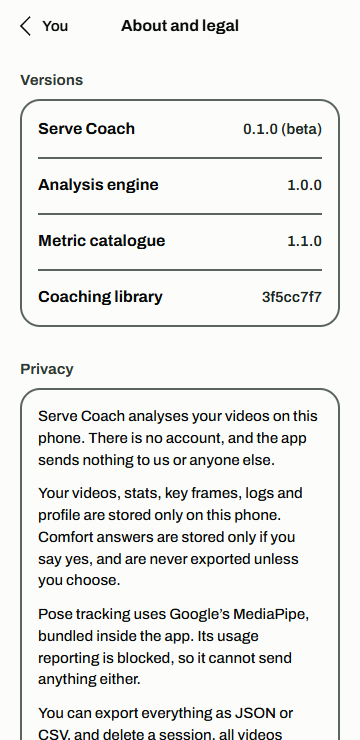 You
About and legal
Versions
Serve Coach 0.1.0 (beta)
Analysis engine 1.0.0
Metric catalogue 1.1.0
Coaching library 3f5cc7f7
Privacy
Serve Coach analyses your videos on this
phone. There is no account, and the app
sends nothing to us or anyone else.
Your videos, stats, key frames, logs and
profile are stored only on this phone.
Comfort answers are stored only if you
say yes, and are never exported unless
you choose.
Pose tracking uses Google’s MediaPipe,
bundled inside the app. Its usage
reporting is blocked, so it cannot send
anything either.
You can export everything as JSON or
CSV, and delete a session, all videos